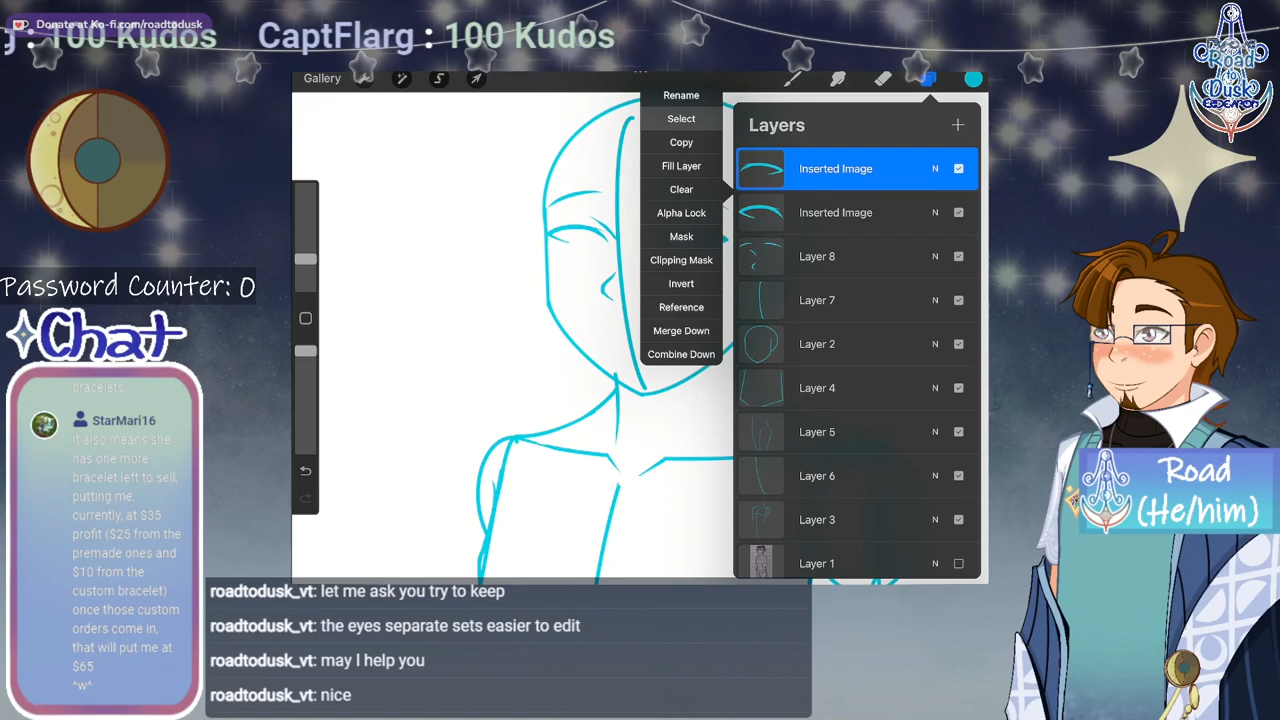 Donate at Ko-fi.com/roadtodusk
: 100 Kudos CaptFlarg : 100 Kudos
Road
to
Dusk
Gallery
Rename
Select
Copy
Fill Layer
Clear
Alpha Lock
Mask
Clipping Mask
Invert
Reference
Merge Down
Combine Down
Layers
Inserted Image N
Inserted Image N
Layer 8 N
Layer 7 N
Layer 2 N
Layer 4 N
Layer 5 N
Layer 6 N
Layer 3 N
Layer 1 N
Password Counter: 0
Chat
bracelets
StarMari16
it also means she
has one more
bracelet left to sell,
putting me,
currently, at $35
profit ($25 from the
premade ones and
$10 from the
custom bracelet)
once those custom
orders come in,
that will put me at
$65
^w^
roadtodusk_vt: let me ask you try to keep
roadtodusk_vt: the eyes separate sets easier to edit
roadtodusk_vt: may I help you
roadtodusk_vt: nice
Road
(He/him)